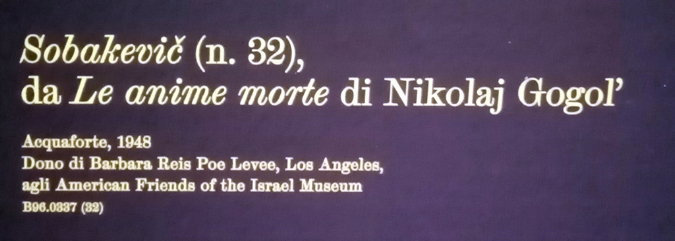 Sobakevič (n. 32),
da Le anime morte di Nikolaj Gogol’
Acquaforte, 1948
Dono di Barbara Reis Poe Levee, Los Angeles,
agli American Friends of the Israel Museum
B96.0337 (32)